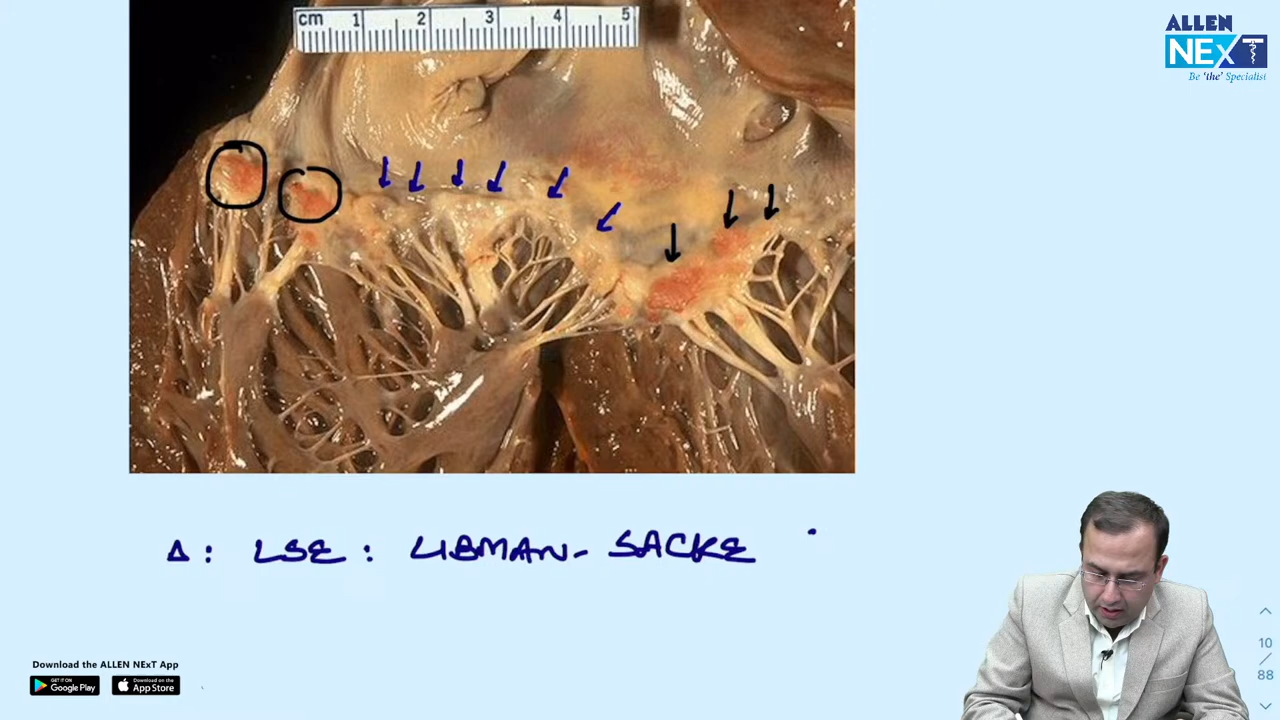 cm 1 2 3 4 5
ALLEN
NExT
Be 'the' Specialist
Δ : LSE : LIBMAN- SACKE
Download the ALLEN NExT App
GET IT ON
Google Play
Download on the
App Store
10
/
88